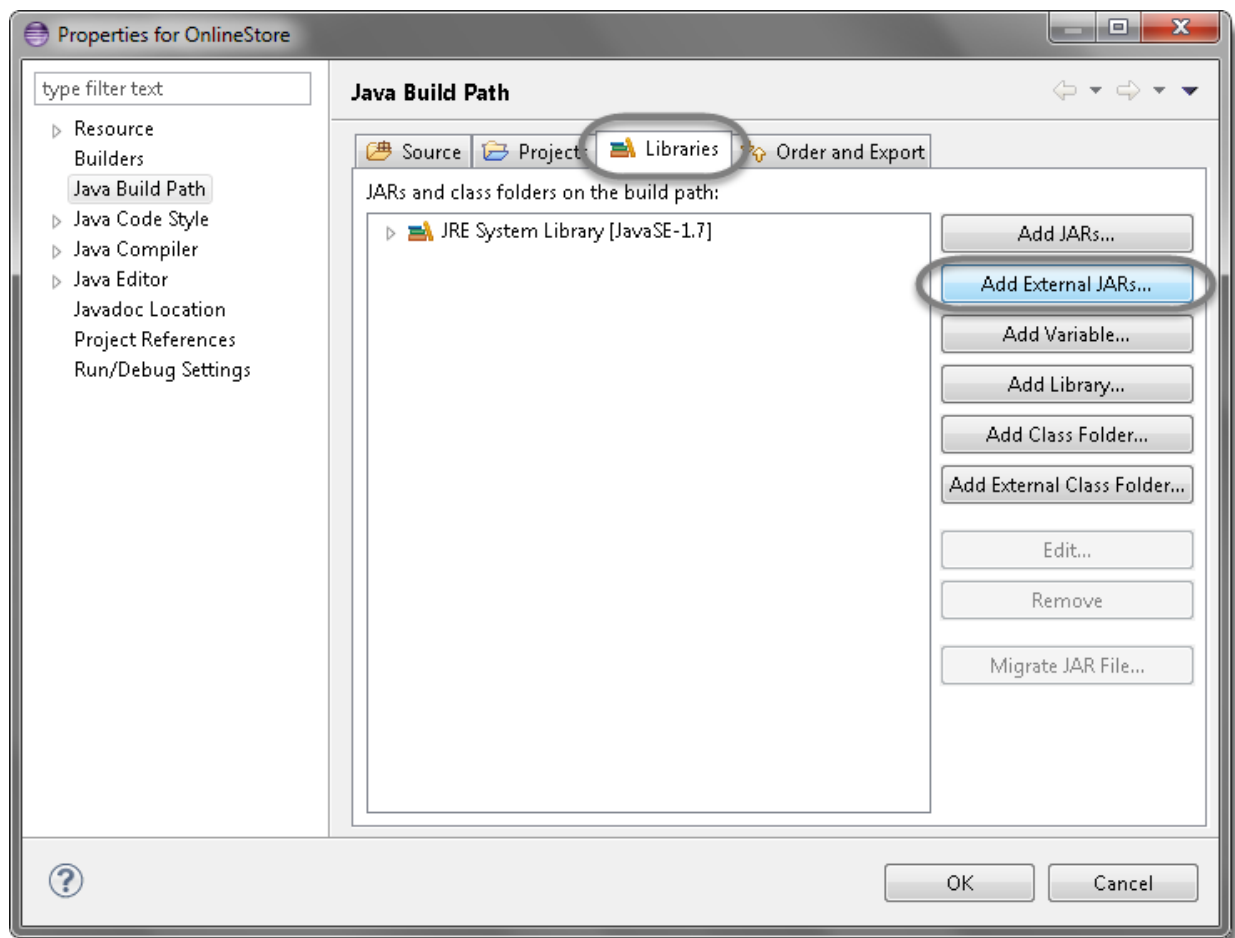 Properties for OnlineStore
type filter text
Resource
Builders
Java Build Path
Java Code Style
Java Compiler
Java Editor
Javadoc Location
Project References
Run/Debug Settings
Java Build Path
Source Project Libraries Order and Export
JARs and class folders on the build path:
JRE System Library [JavaSE-1.7]
Add JARs...
Add External JARs...
Add Variable...
Add Library...
Add Class Folder...
Add External Class Folder...
Edit...
Remove
Migrate JAR File...
OK Cancel